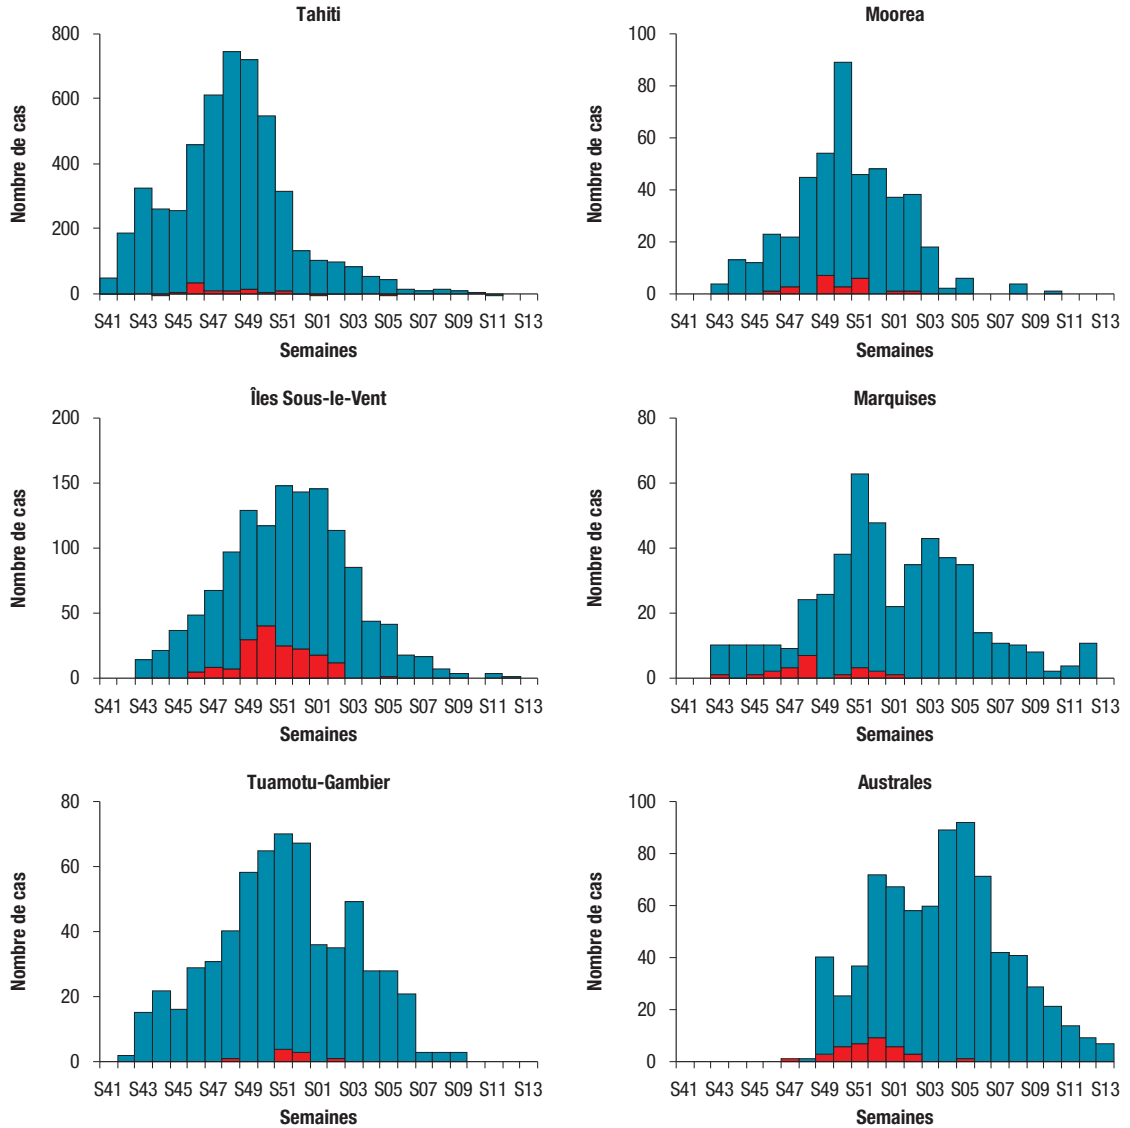 Tahiti
Nombre de cas
800
600
400
200
0
S41 S43 S45 S47 S49 S51 S01 S03 S05 S07 S09 S11 S13
Semaines
Moorea
Nombre de cas
100
80
60
40
20
0
S41 S43 S45 S47 S49 S51 S01 S03 S05 S07 S09 S11 S13
Semaines
Îles Sous-le-Vent
Nombre de cas
200
150
100
50
0
S41 S43 S45 S47 S49 S51 S01 S03 S05 S07 S09 S11 S13
Semaines
Marquises
Nombre de cas
80
60
40
20
0
S41 S43 S45 S47 S49 S51 S01 S03 S05 S07 S09 S11 S13
Semaines
Tuamotu-Gambier
Nombre de cas
80
60
40
20
0
S41 S43 S45 S47 S49 S51 S01 S03 S05 S07 S09 S11 S13
Semaines
Australes
Nombre de cas
100
80
60
40
20
0
S41 S43 S45 S47 S49 S51 S01 S03 S05 S07 S09 S11 S13
Semaines